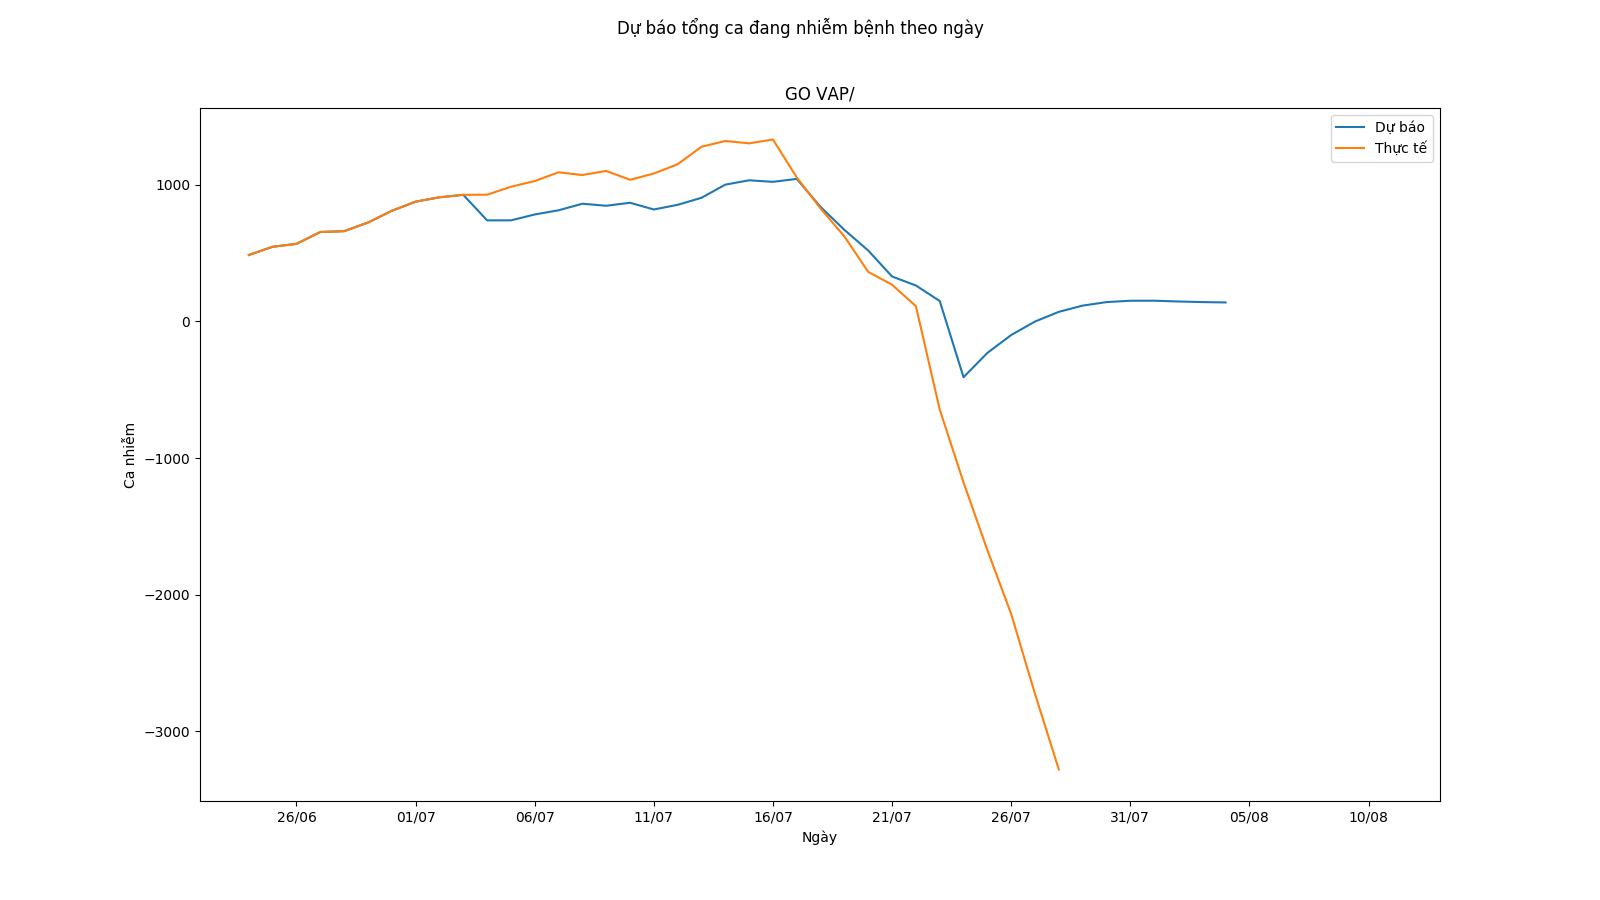 Dự báo tổng ca đang nhiễm bệnh theo ngày
GO VAP/
Dự báo
Thực tế
1000
0
−1000
−2000
−3000
Ca nhiễm
26/06
01/07
06/07
11/07
16/07
21/07
26/07
31/07
05/08
10/08
Ngày